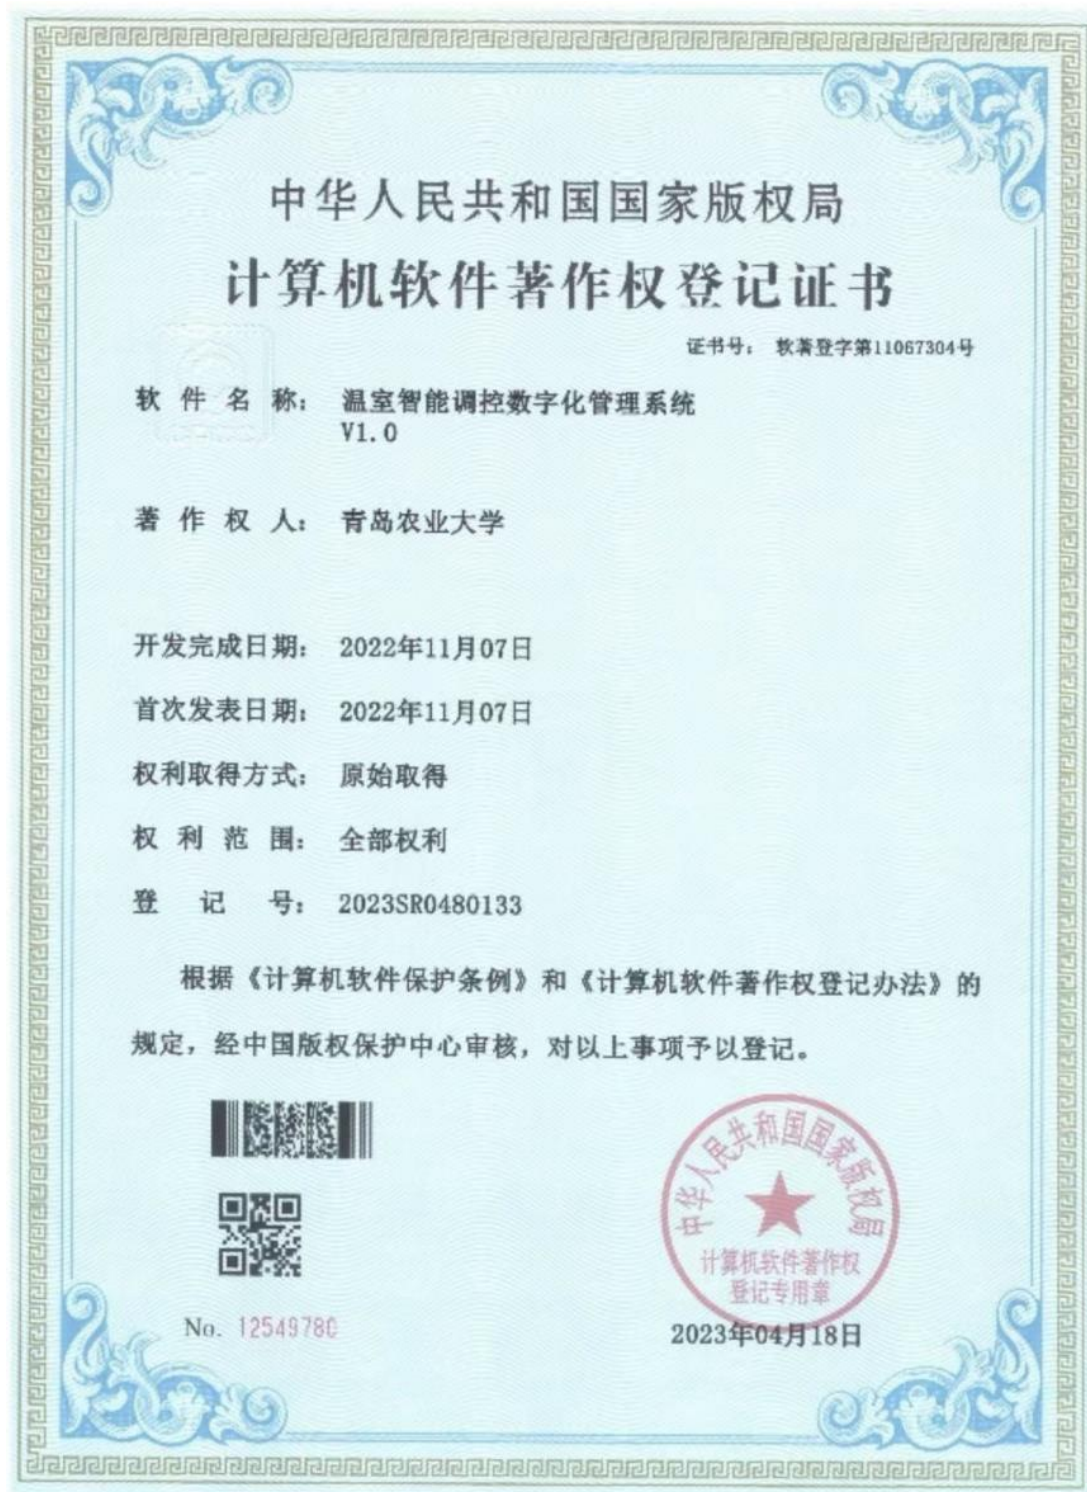 中华人民共和国国家版权局
计算机软件著作权登记证书
证书号: 软著登字第11067304号
软件名称: 温室智能调控数字化管理系统
V1.0
著作权人: 青岛农业大学
开发完成日期: 2022年11月07日
首次发表日期: 2022年11月07日
权利取得方式: 原始取得
权利范围: 全部权利
登记号: 2023SR0480133
根据《计算机软件保护条例》和《计算机软件著作权登记办法》的
规定,经中国版权保护中心审核,对以上事项予以登记。
中华人民共和国国家版权局
计算机软件著作权
登记专用章
No. 12549780
2023年04月18日